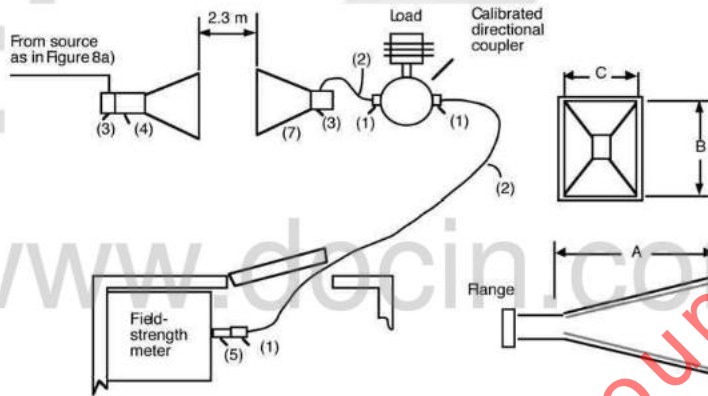 2.3 m
From source
as in Figure 8a)
(3)
(4)
(7)
(3)
(2)
Load
Calibrated
directional
coupler
(1)
(1)
(2)
C
B
A
Flange
Field-
strength
meter
(5)
(1)
www.docin.co